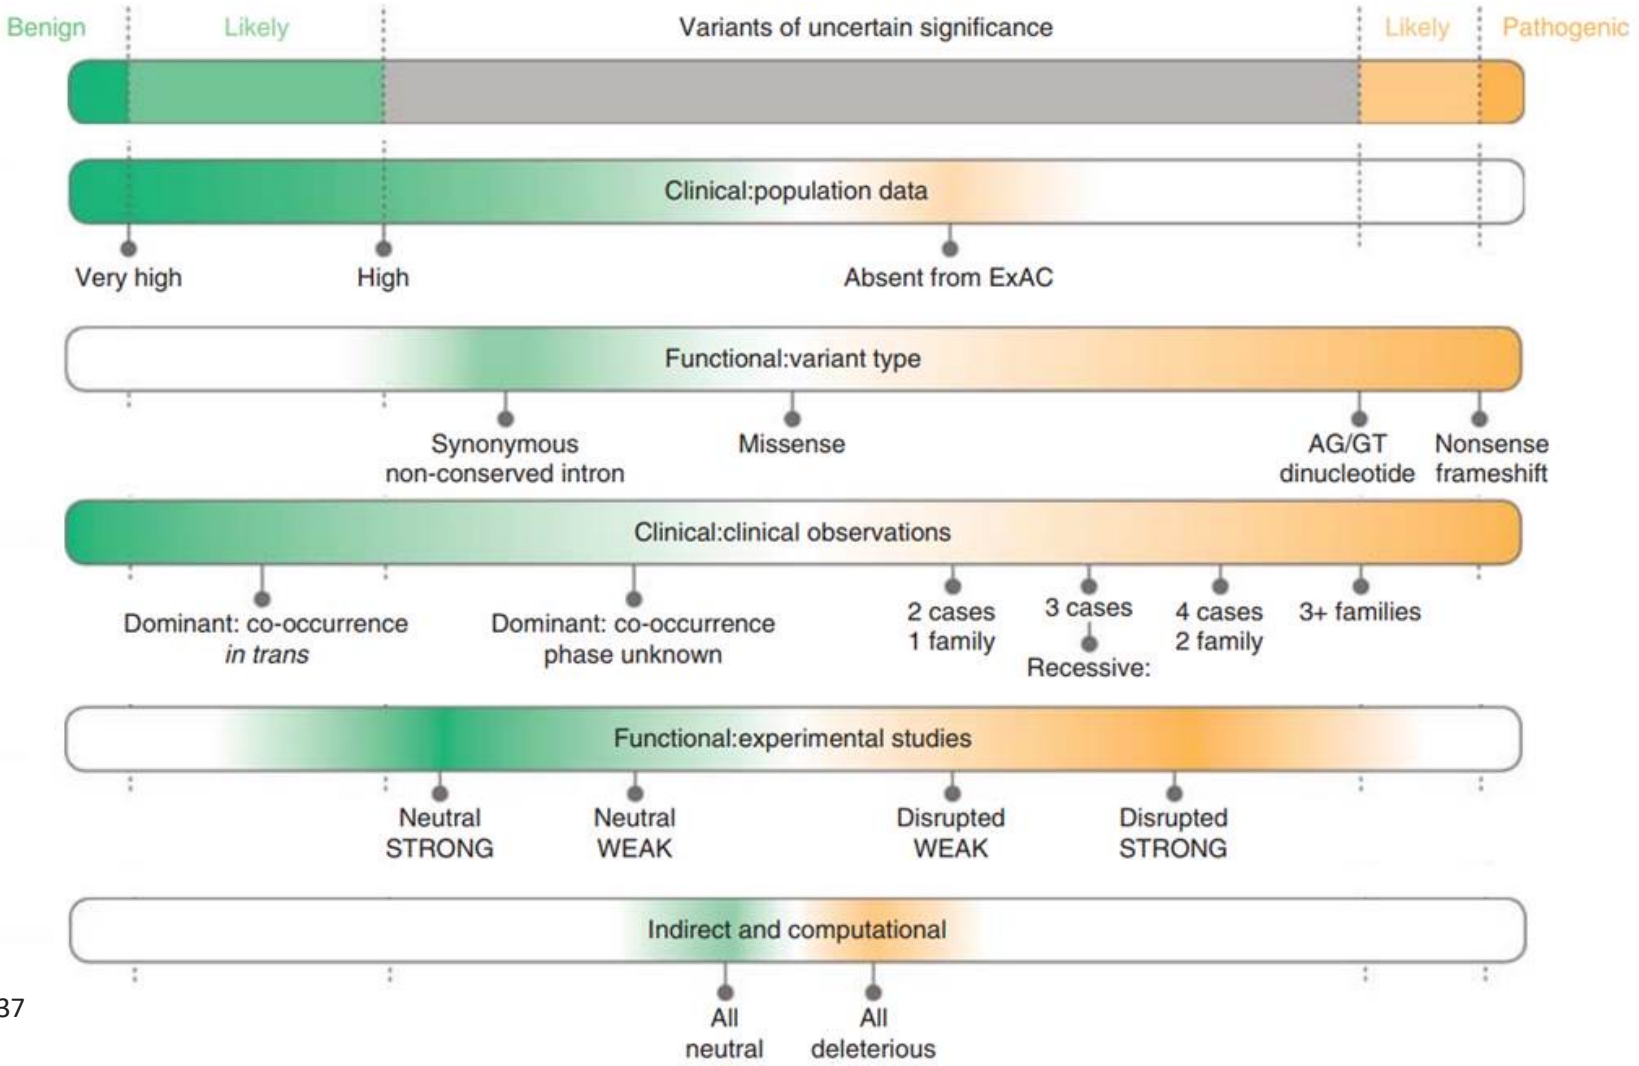 Benign Likely Variants of uncertain significance Likely Pathogenic
Clinical:population data
Very high High Absent from ExAC
Functional:variant type
Synonymous
non-conserved intron
Missense
AG/GT
dinucleotide
Nonsense
frameshift
Clinical:clinical observations
Dominant: co-occurrence
in trans
Dominant: co-occurrence
phase unknown
2 cases
1 family
3 cases
Recessive:
4 cases
2 family
3+ families
Functional:experimental studies
Neutral
STRONG
Neutral
WEAK
Disrupted
WEAK
Disrupted
STRONG
Indirect and computational
37
All
neutral
All
deleterious